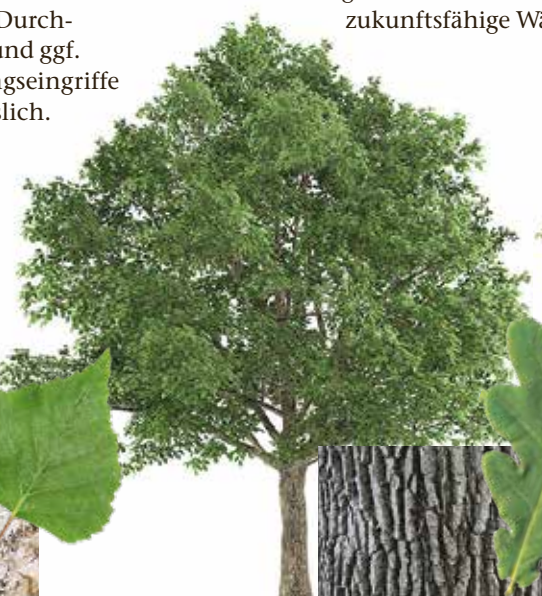 Durch-
und ggf.
gseingriffe
lich.
zukunftsfähige Wä